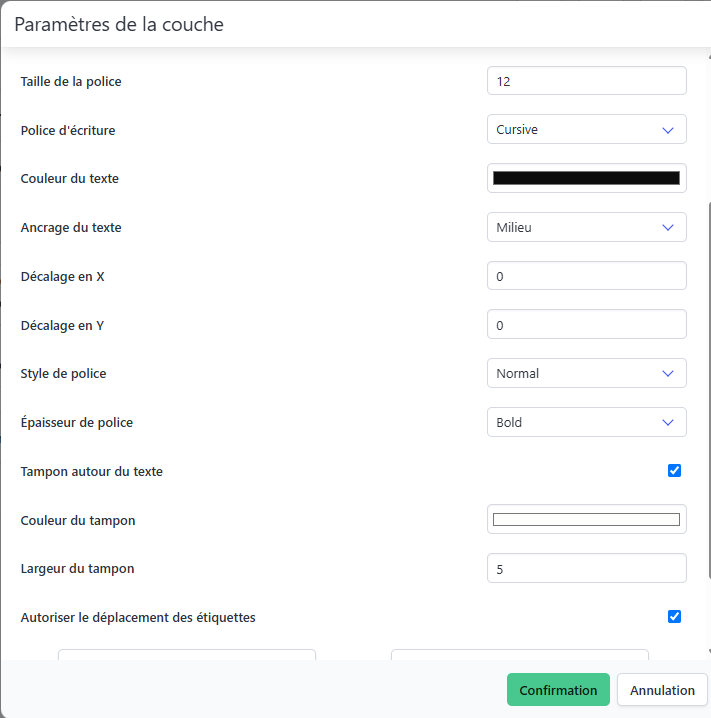 Paramètres de la couche
Taille de la police 12
Police d'écriture Cursive
Couleur du texte
Ancrage du texte Milieu
Décalage en X 0
Décalage en Y 0
Style de police Normal
Épaisseur de police Bold
Tampon autour du texte
Couleur du tampon
Largeur du tampon 5
Autoriser le déplacement des étiquettes
Confirmation Annulation